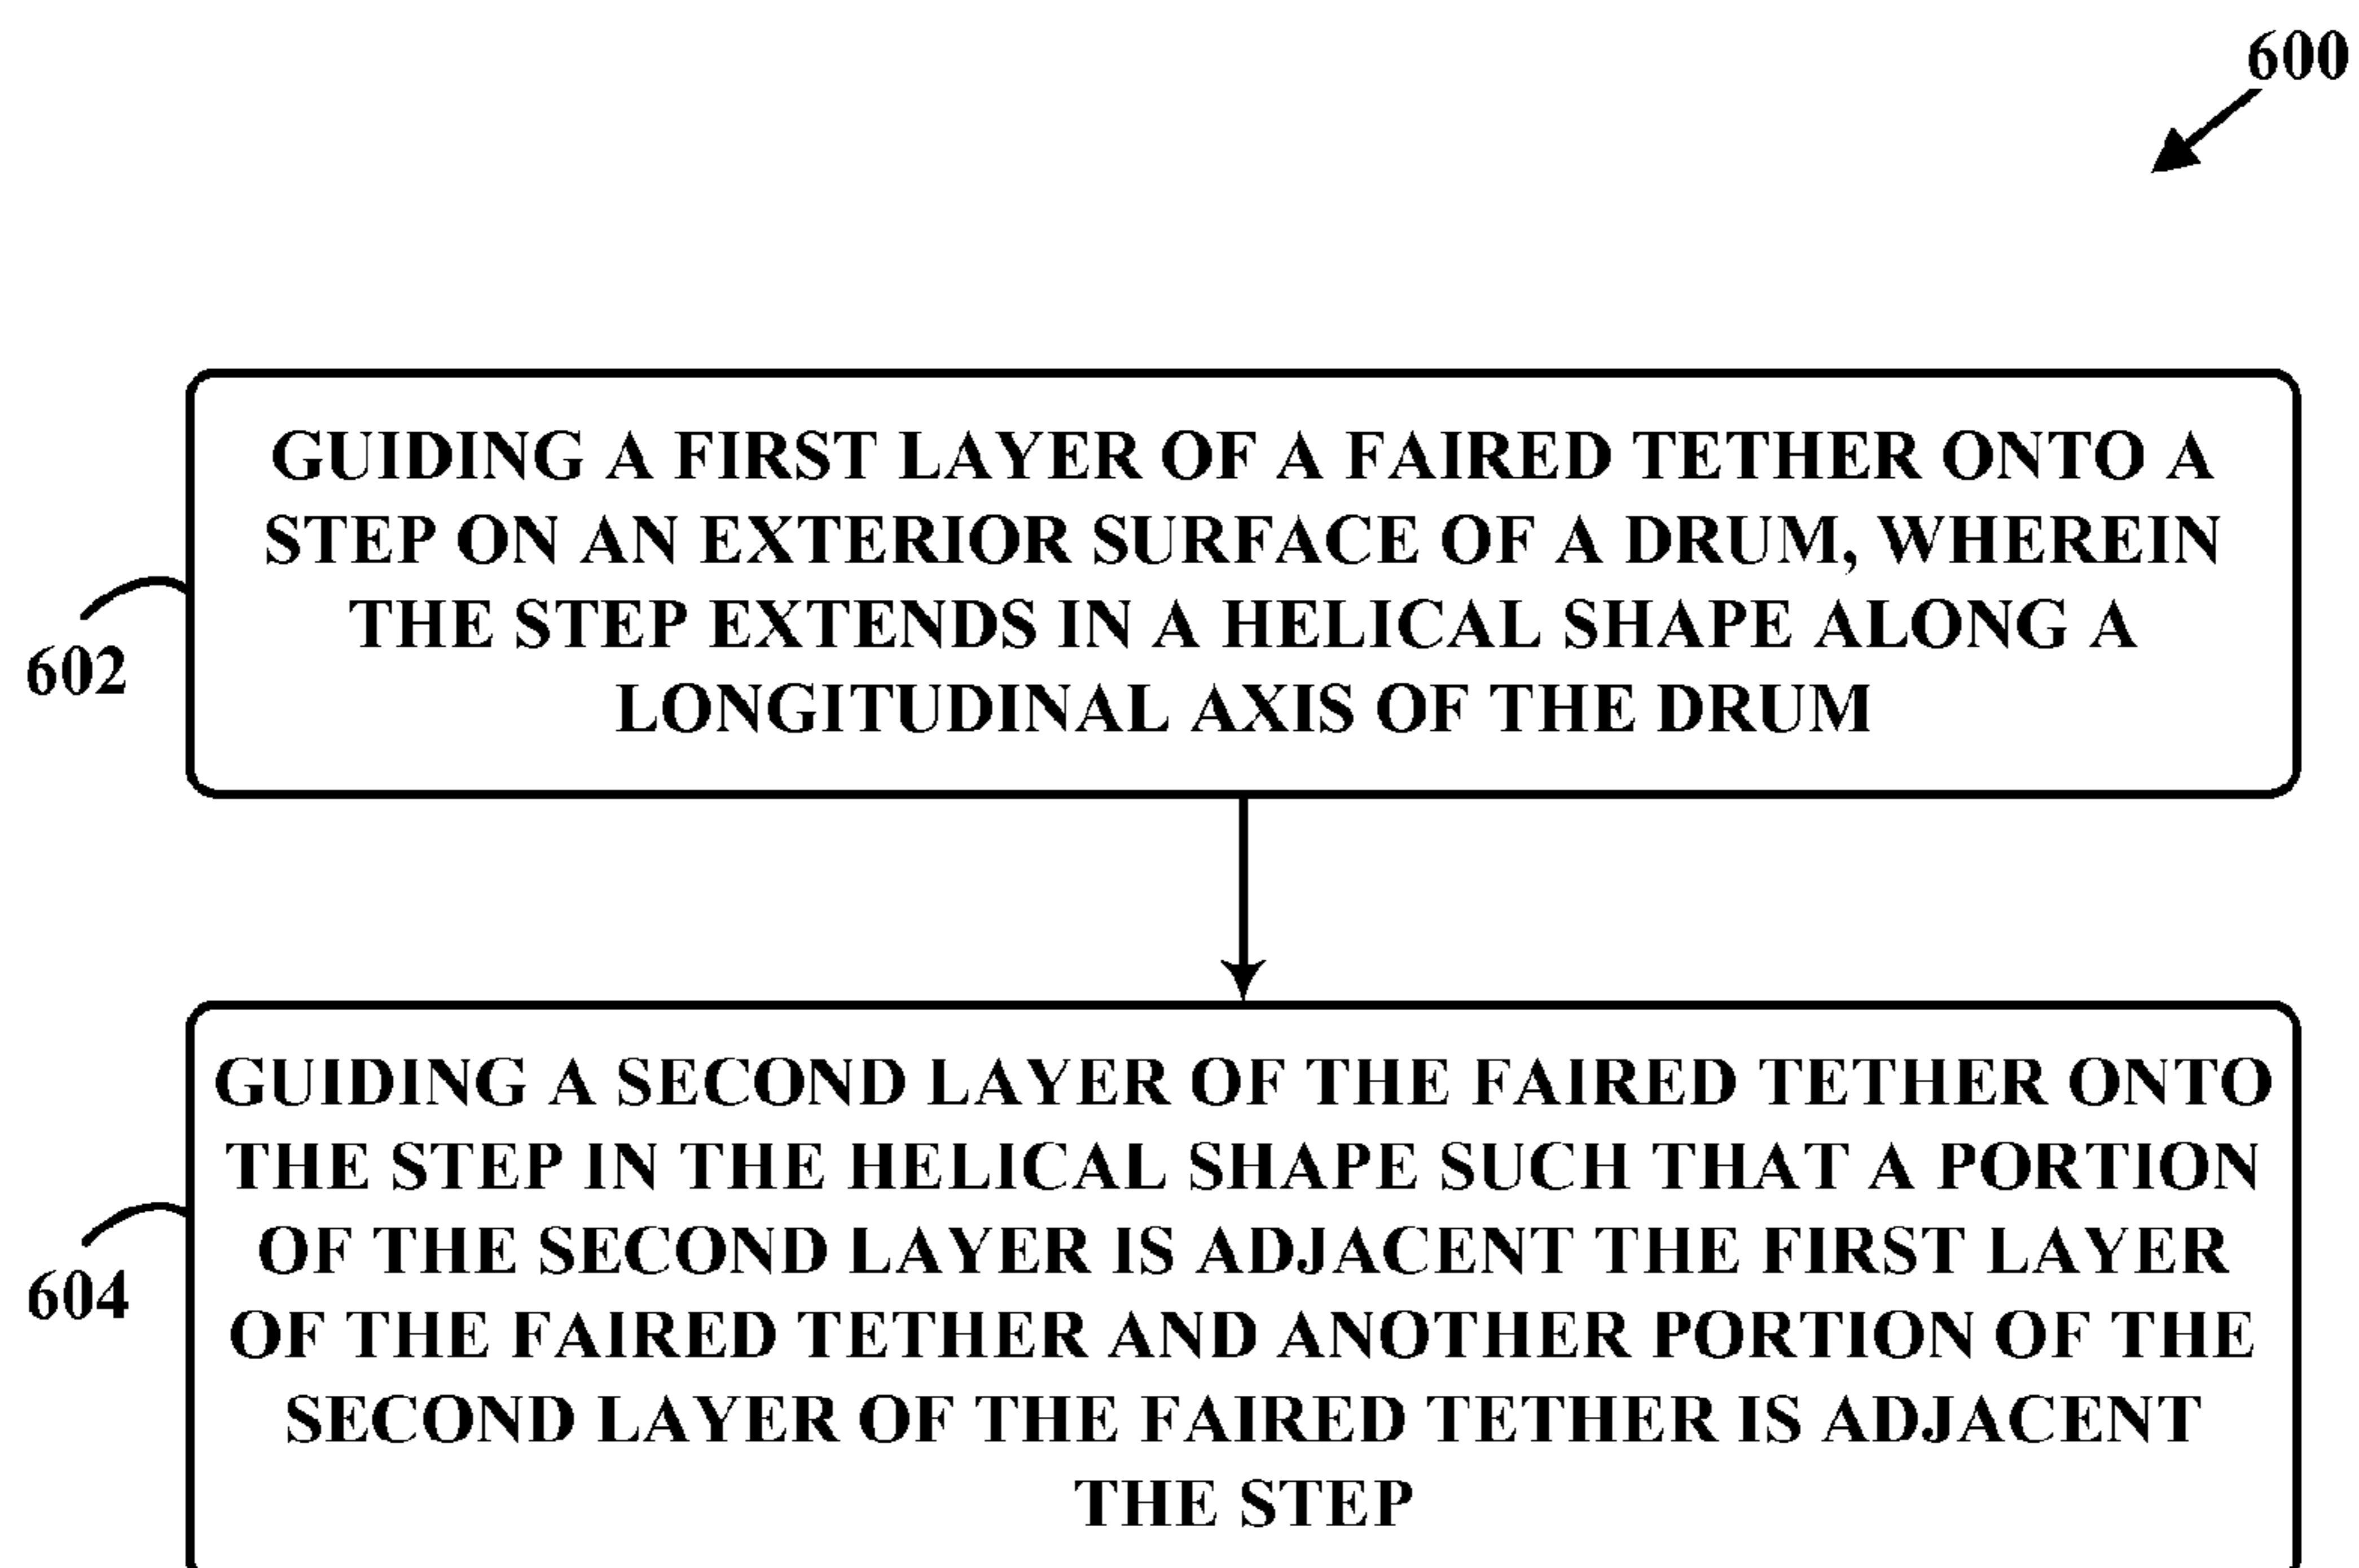 600
GUIDING A FIRST LAYER OF A FAIRED TETHER ONTO A
STEP ON AN EXTERIOR SURFACE OF A DRUM, WHEREIN
THE STEP EXTENDS IN A HELICAL SHAPE ALONG A
LONGITUDINAL AXIS OF THE DRUM
602
GUIDING A SECOND LAYER OF THE FAIRED TETHER ONTO
THE STEP IN THE HELICAL SHAPE SUCH THAT A PORTION
OF THE SECOND LAYER IS ADJACENT THE FIRST LAYER
OF THE FAIRED TETHER AND ANOTHER PORTION OF THE
SECOND LAYER OF THE FAIRED TETHER IS ADJACENT
THE STEP
604